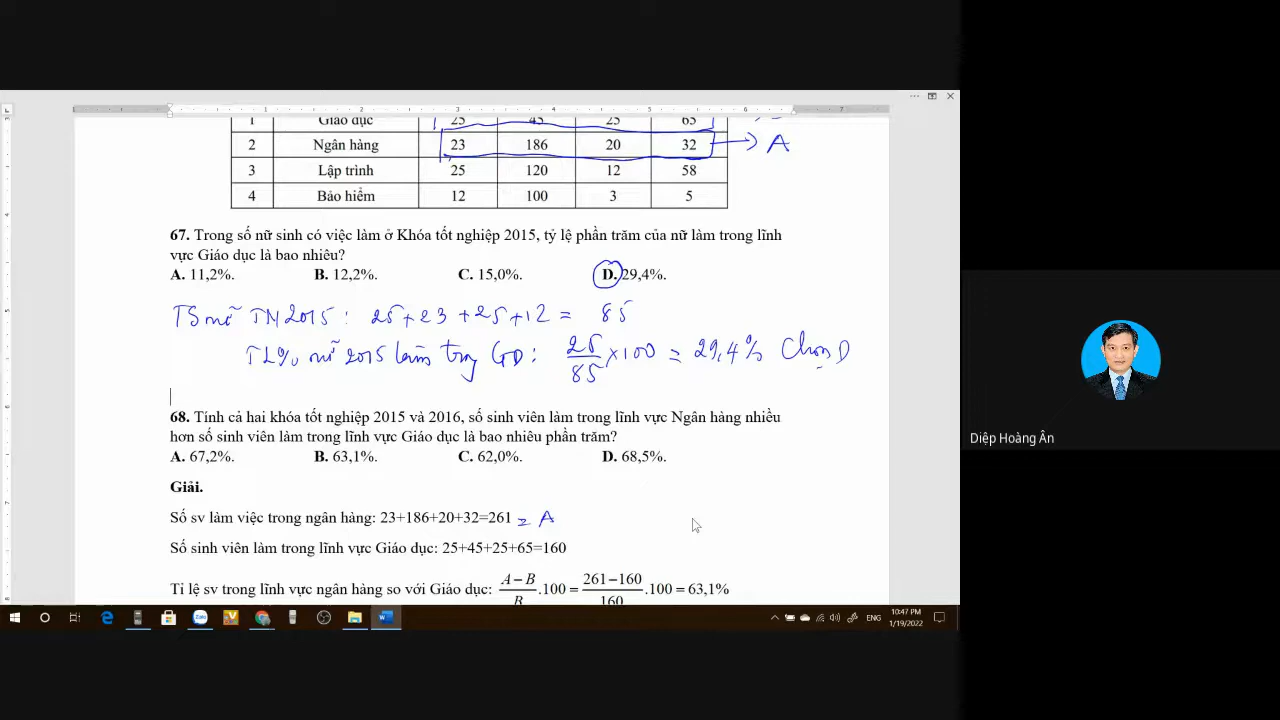 1 Giáo dục 25 45 25 65
2 Ngân hàng 23 186 20 32 → A
3 Lập trình 25 120 12 58
4 Bảo hiểm 12 100 3 5
67. Trong số nữ sinh có việc làm ở Khóa tốt nghiệp 2015, tỷ lệ phần trăm của nữ làm trong lĩnh
vực Giáo dục là bao nhiêu?
A. 11,2%. B. 12,2%. C. 15,0%. D. 29,4%.
TS nữ TN 2015: 25+23+25+12 = 85
TL% nữ 2015 làm trg GD: 25/85 × 100 = 29,4% Chọn D
68. Tính cả hai khóa tốt nghiệp 2015 và 2016, số sinh viên làm trong lĩnh vực Ngân hàng nhiều
hơn số sinh viên làm trong lĩnh vực Giáo dục là bao nhiêu phần trăm?
A. 67,2%. B. 63,1%. C. 62,0%. D. 68,5%.
Giải.
Số sv làm việc trong ngân hàng: 23+186+20+32=261 = A
Số sinh viên làm trong lĩnh vực Giáo dục: 25+45+25+65=160
Tỉ lệ sv trong lĩnh vực ngân hàng so với Giáo dục: (A−B)/B .100 = (261−160)/160 .100 = 63,1%
Diệp Hoàng Ân
Zalo
ENG
10:47 PM
1/19/2022